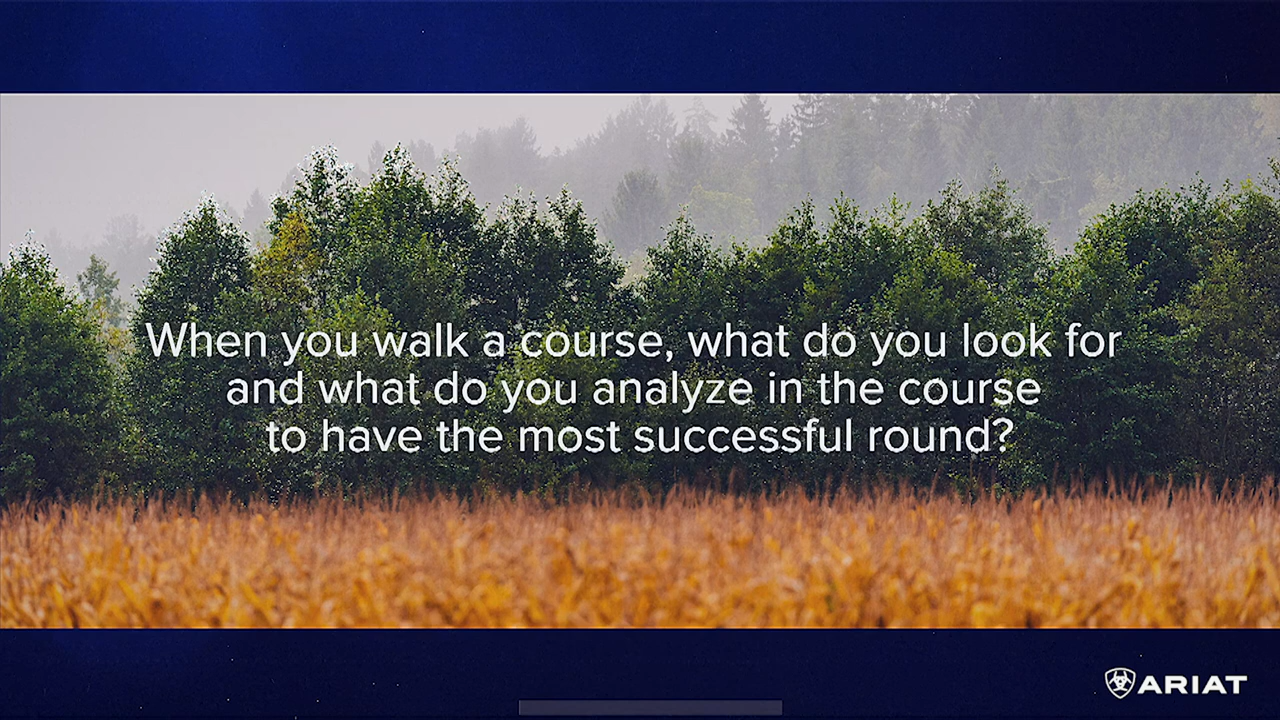 When you walk a course, what do you look for
and what do you analyze in the course
to have the most successful round?
ARIAT